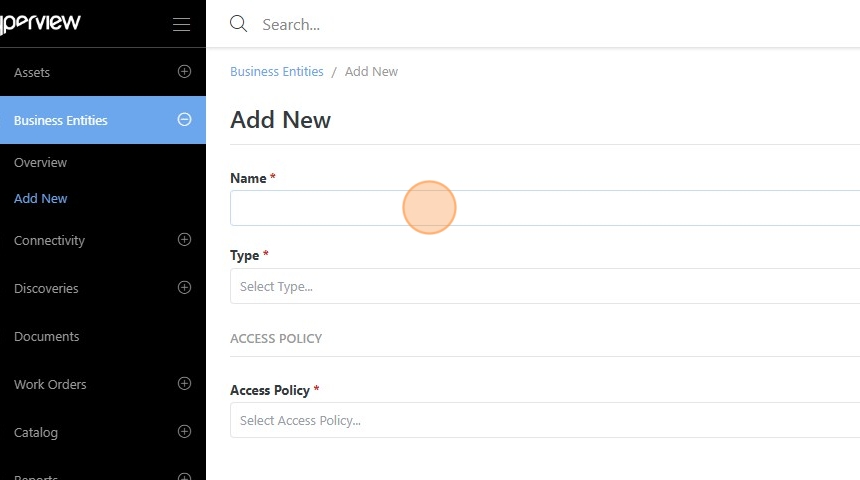 yperview
Search...
Assets
Business Entities
Overview
Add New
Connectivity
Discoveries
Documents
Work Orders
Catalog
Reports
Business Entities / Add New
Add New
Name *
Type *
Select Type...
ACCESS POLICY
Access Policy *
Select Access Policy...